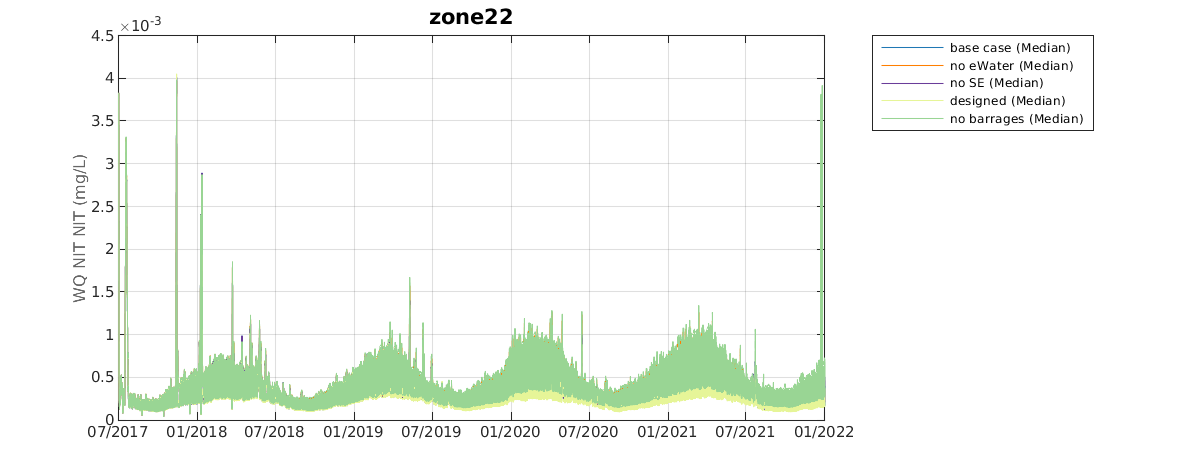 zone22
×10-3
4.5
4
3.5
3
2.5
2
1.5
1
0.5
0
WQ NIT NIT (mg/L)
07/2017 01/2018 07/2018 01/2019 07/2019 01/2020 07/2020 01/2021 07/2021 01/2022
base case (Median)
no eWater (Median)
no SE (Median)
designed (Median)
no barrages (Median)